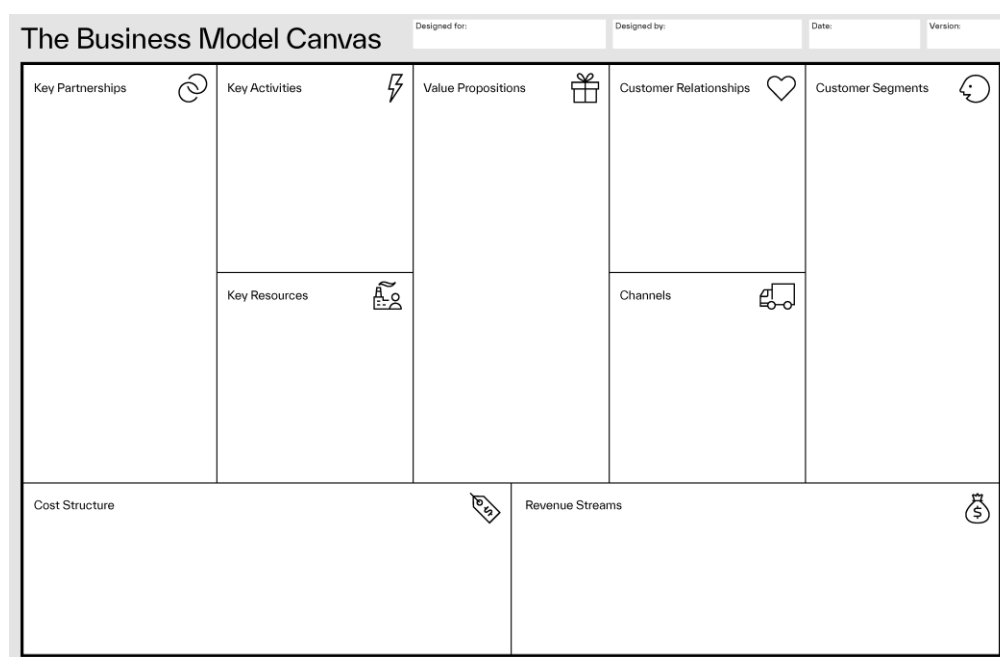 The Business Model Canvas
Designed for:
Designed by:
Date:
Version:
Key Partnerships
Key Activities
Value Propositions
Customer Relationships
Customer Segments
Key Resources
Channels
Cost Structure
$
Revenue Streams
$